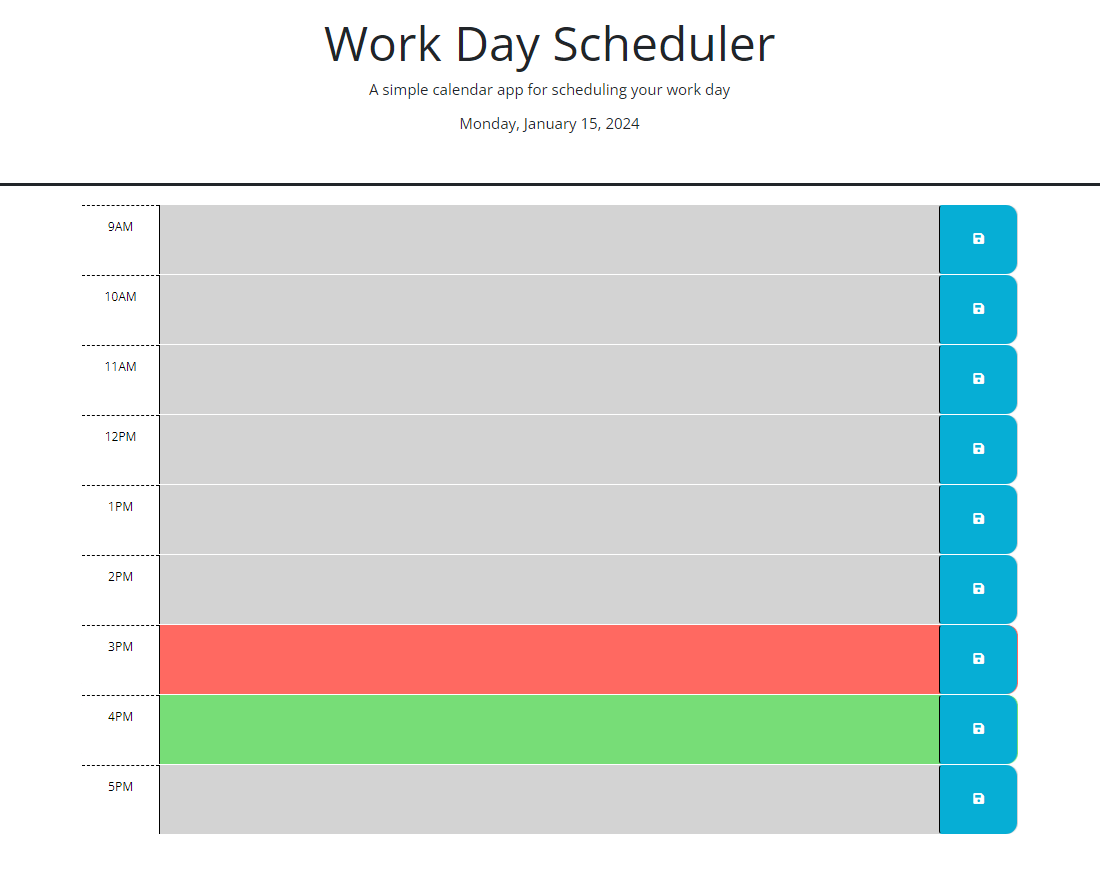 Work Day Scheduler
A simple calendar app for scheduling your work day
Monday, January 15, 2024
9AM
10AM
11AM
12PM
1PM
2PM
3PM
4PM
5PM